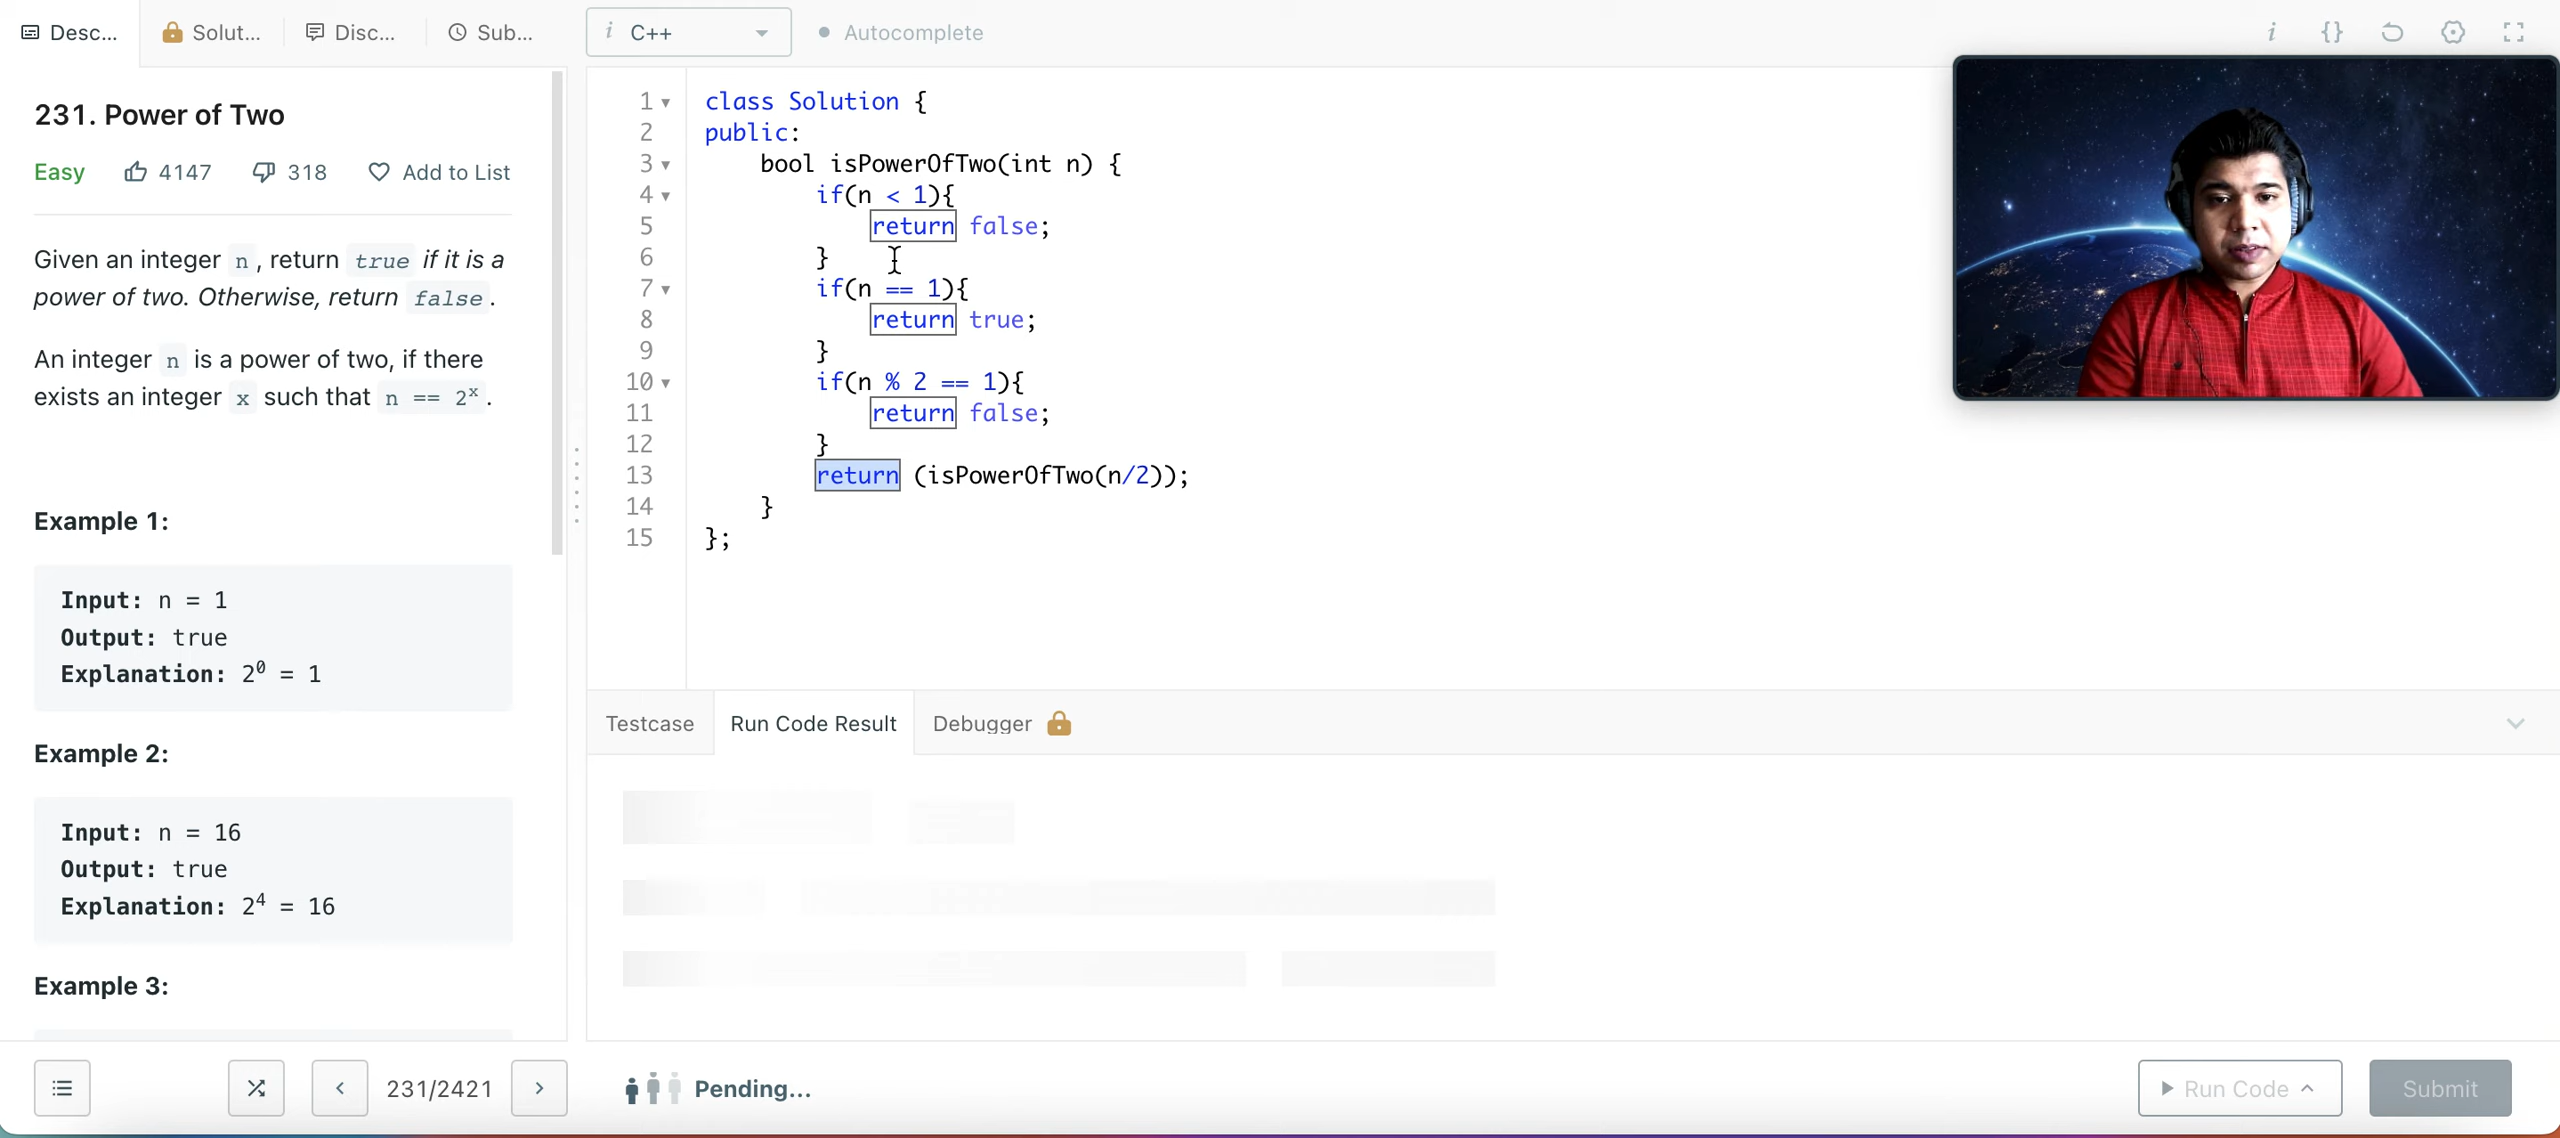 Desc...
Solut...
Disc...
Sub...
i C++
Autocomplete
i {}
231. Power of Two
Easy 4147 318 Add to List
Given an integer n , return true if it is a
power of two. Otherwise, return false .
An integer n is a power of two, if there
exists an integer x such that n == 2ˣ .
Example 1:
Input: n = 1
Output: true
Explanation: 2⁰ = 1
Example 2:
Input: n = 16
Output: true
Explanation: 2⁴ = 16
Example 3:
231/2421
1 class Solution {
2 public:
3 bool isPowerOfTwo(int n) {
4 if(n < 1){
5 return false;
6 }
7 if(n == 1){
8 return true;
9 }
10 if(n % 2 == 1){
11 return false;
12 }
13 return (isPowerOfTwo(n/2));
14 }
15 };
Testcase
Run Code Result
Debugger
Pending...
Run Code
Submit